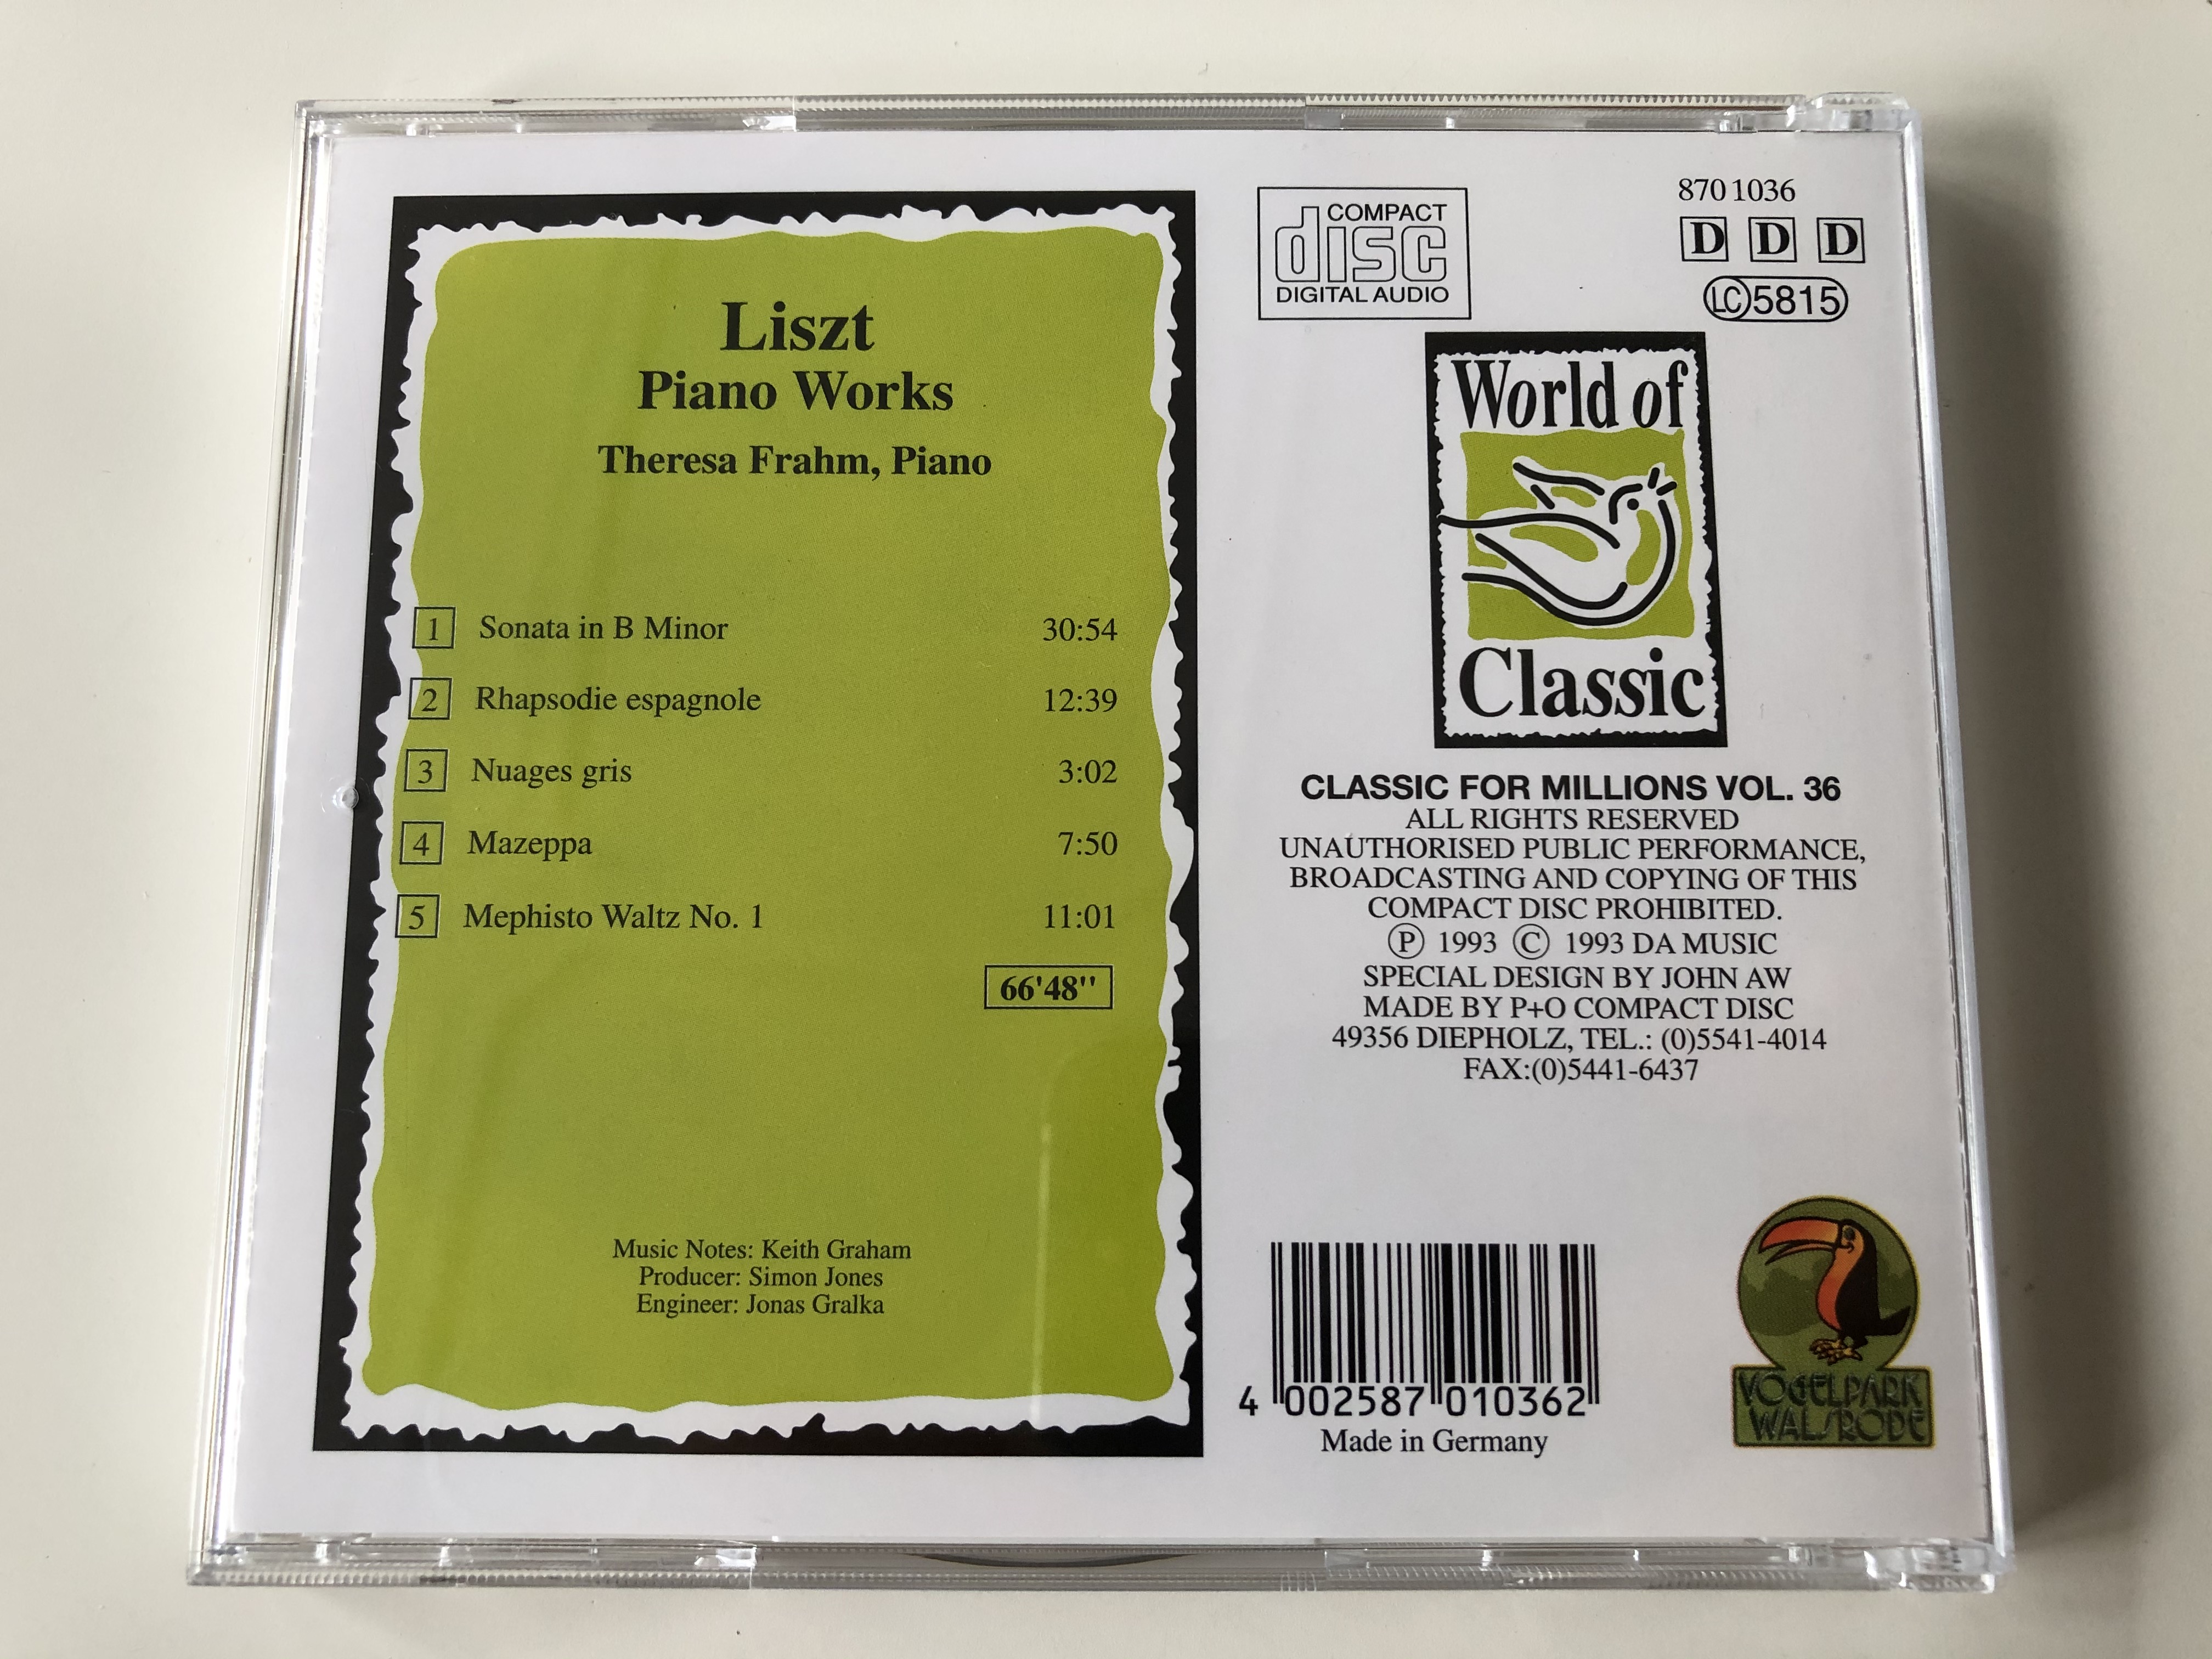 Liszt
Piano Works
Theresa Frahm, Piano
1 Sonata in B Minor 30:54
2 Rhapsodie espagnole 12:39
3 Nuages gris 3:02
4 Mazeppa 7:50
5 Mephisto Waltz No. 1 11:01
66'48"
Music Notes: Keith Graham
Producer: Simon Jones
Engineer: Jonas Gralka
COMPACT
disc
DIGITAL AUDIO
870 1036
D D D
LC 5815
World of
Classic
CLASSIC FOR MILLIONS VOL. 36
ALL RIGHTS RESERVED
UNAUTHORISED PUBLIC PERFORMANCE,
BROADCASTING AND COPYING OF THIS
COMPACT DISC PROHIBITED.
Ⓟ 1993 © 1993 DA MUSIC
SPECIAL DESIGN BY JOHN AW
MADE BY P+O COMPACT DISC
49356 DIEPHOLZ, TEL.: (0)5541-4014
FAX:(0)5441-6437
4 002587 010362
Made in Germany
VOGELPARK
WALSRODE